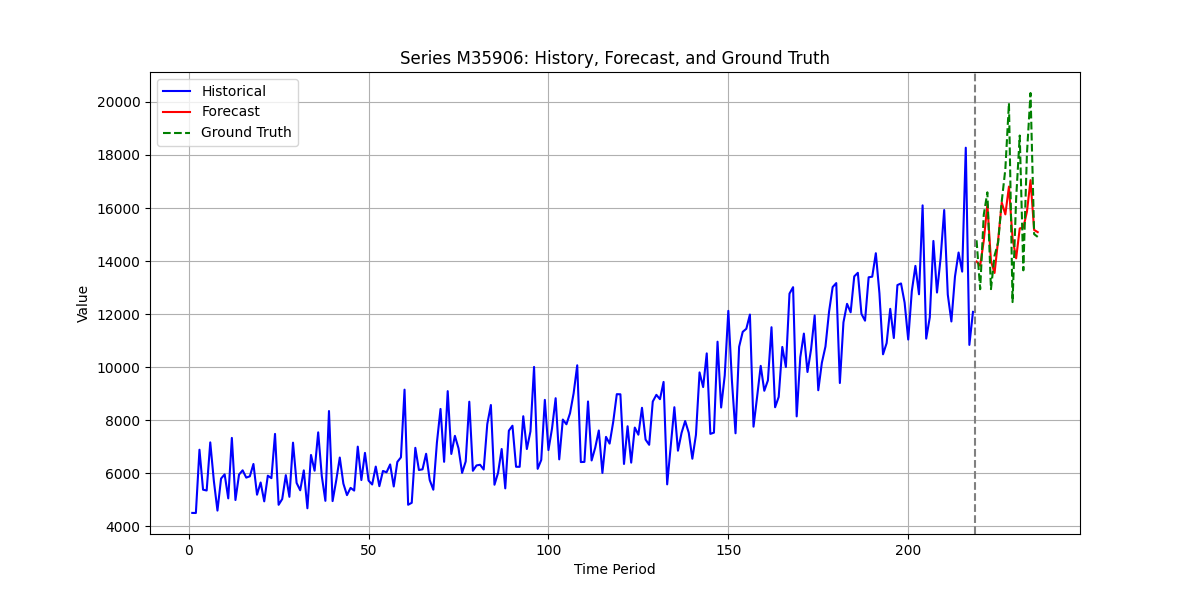 Series M35906: History, Forecast, and Ground Truth
Historical
Forecast
Ground Truth
20000
18000
16000
14000
12000
10000
8000
6000
4000
Value
0 50 100 150 200
Time Period